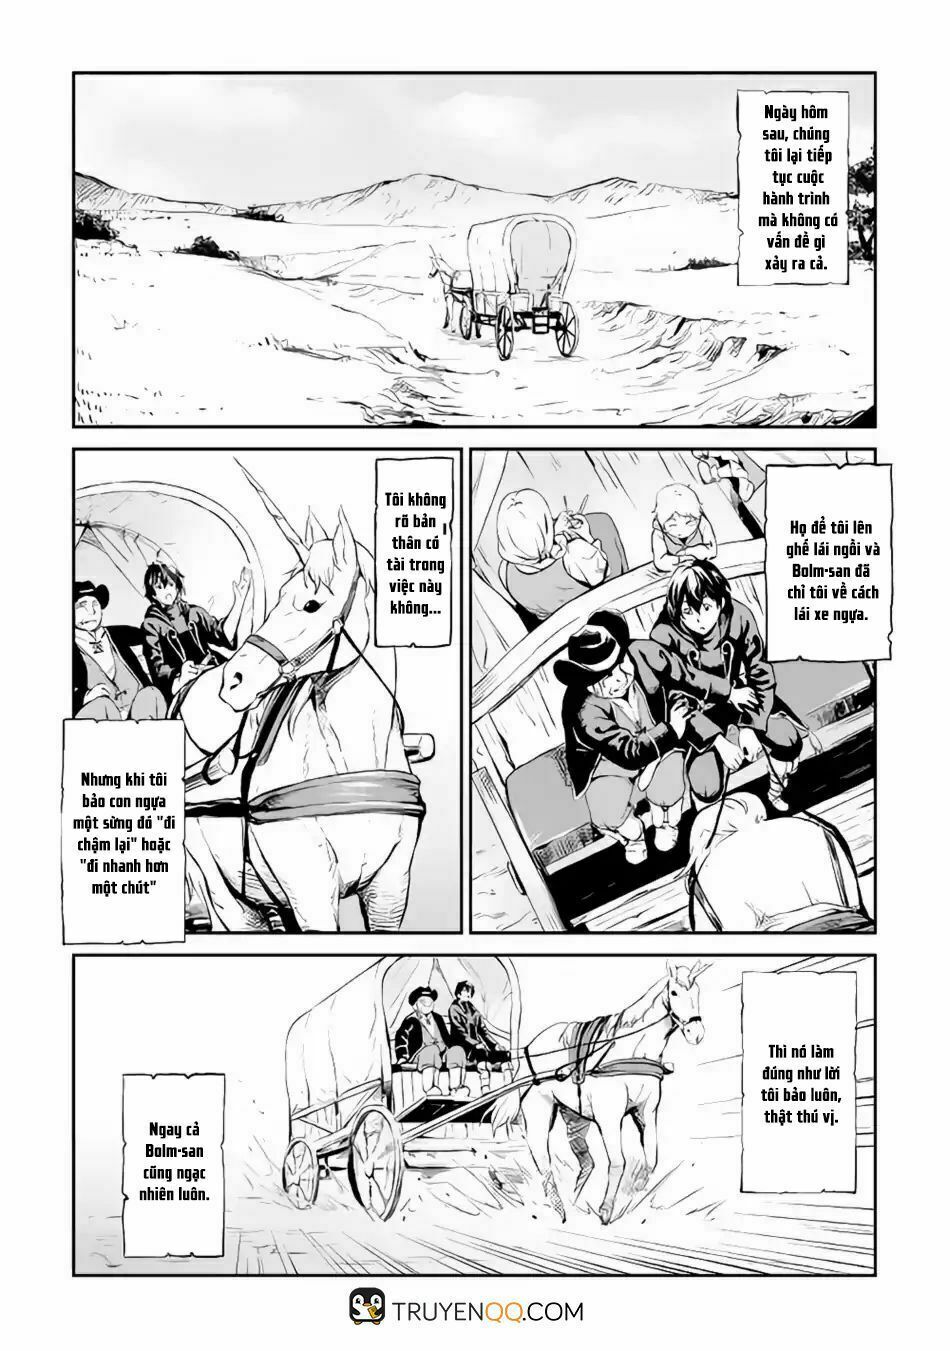 Ngày hôm
sau, chúng
tôi lại tiếp
tục cuộc
hành trình
mà không có
vấn đề gì
xảy ra cả.
Họ để tôi lên
ghế lái ngồi và
Bolm-san đã
chỉ tôi về cách
lái xe ngựa.
Tôi không
rõ bản
thân có
tài trong
việc này
không...
Nhưng khi tôi
bảo con ngựa
một sừng đó "đi
chậm lại" hoặc
"đi nhanh hơn
một chút"
Thì nó làm
đúng như lời
tôi bảo luôn,
thật thú vị.
Ngay cả
Bolm-san
cũng ngạc
nhiên luôn.
TRUYENQQ.COM